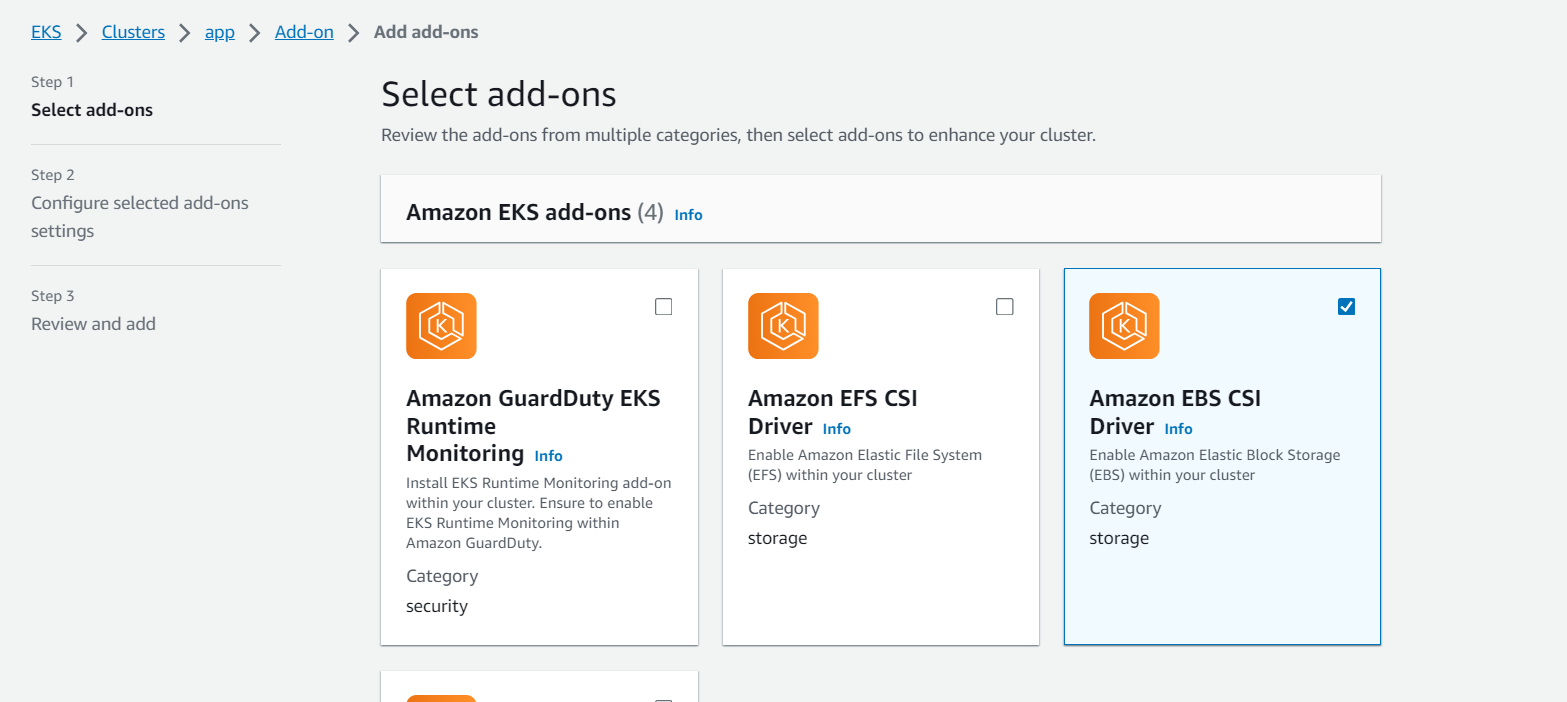 EKS > Clusters > app > Add-on > Add add-ons
Step 1
Select add-ons
Step 2
Configure selected add-ons
settings
Step 3
Review and add
Select add-ons
Review the add-ons from multiple categories, then select add-ons to enhance your cluster.
Amazon EKS add-ons (4) Info
K
Amazon GuardDuty EKS
Runtime
Monitoring Info
Install EKS Runtime Monitoring add-on
within your cluster. Ensure to enable
EKS Runtime Monitoring within
Amazon GuardDuty.
Category
security
K
Amazon EFS CSI
Driver Info
Enable Amazon Elastic File System
(EFS) within your cluster
Category
storage
K
Amazon EBS CSI
Driver Info
Enable Amazon Elastic Block Storage
(EBS) within your cluster
Category
storage